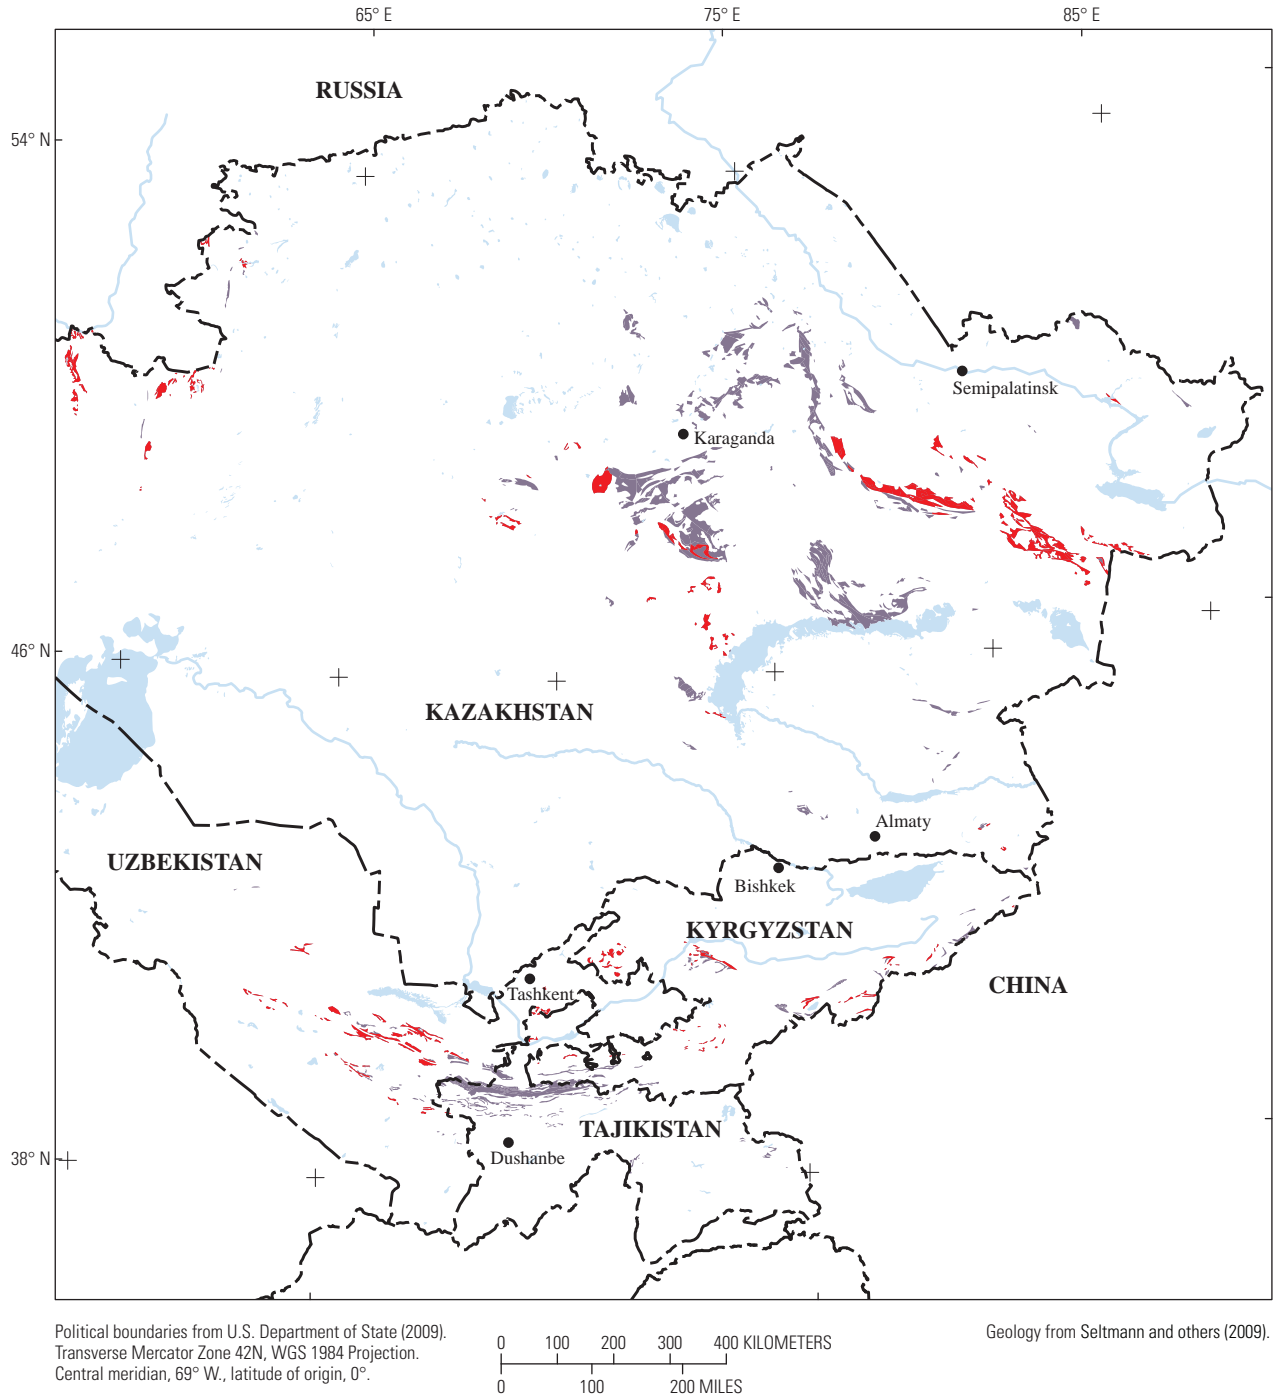 65° E
75° E
85° E
RUSSIA
54° N
Semipalatinsk
Karaganda
46° N
KAZAKHSTAN
Almaty
UZBEKISTAN
Bishkek
KYRGYZSTAN
CHINA
Tashkent
TAJIKISTAN
38° N
Dushanbe
Political boundaries from U.S. Department of State (2009).
Transverse Mercator Zone 42N, WGS 1984 Projection.
Central meridian, 69° W., latitude of origin, 0°.
0 100 200 300 400 KILOMETERS
0 100 200 MILES
Geology from Seltmann and others (2009).